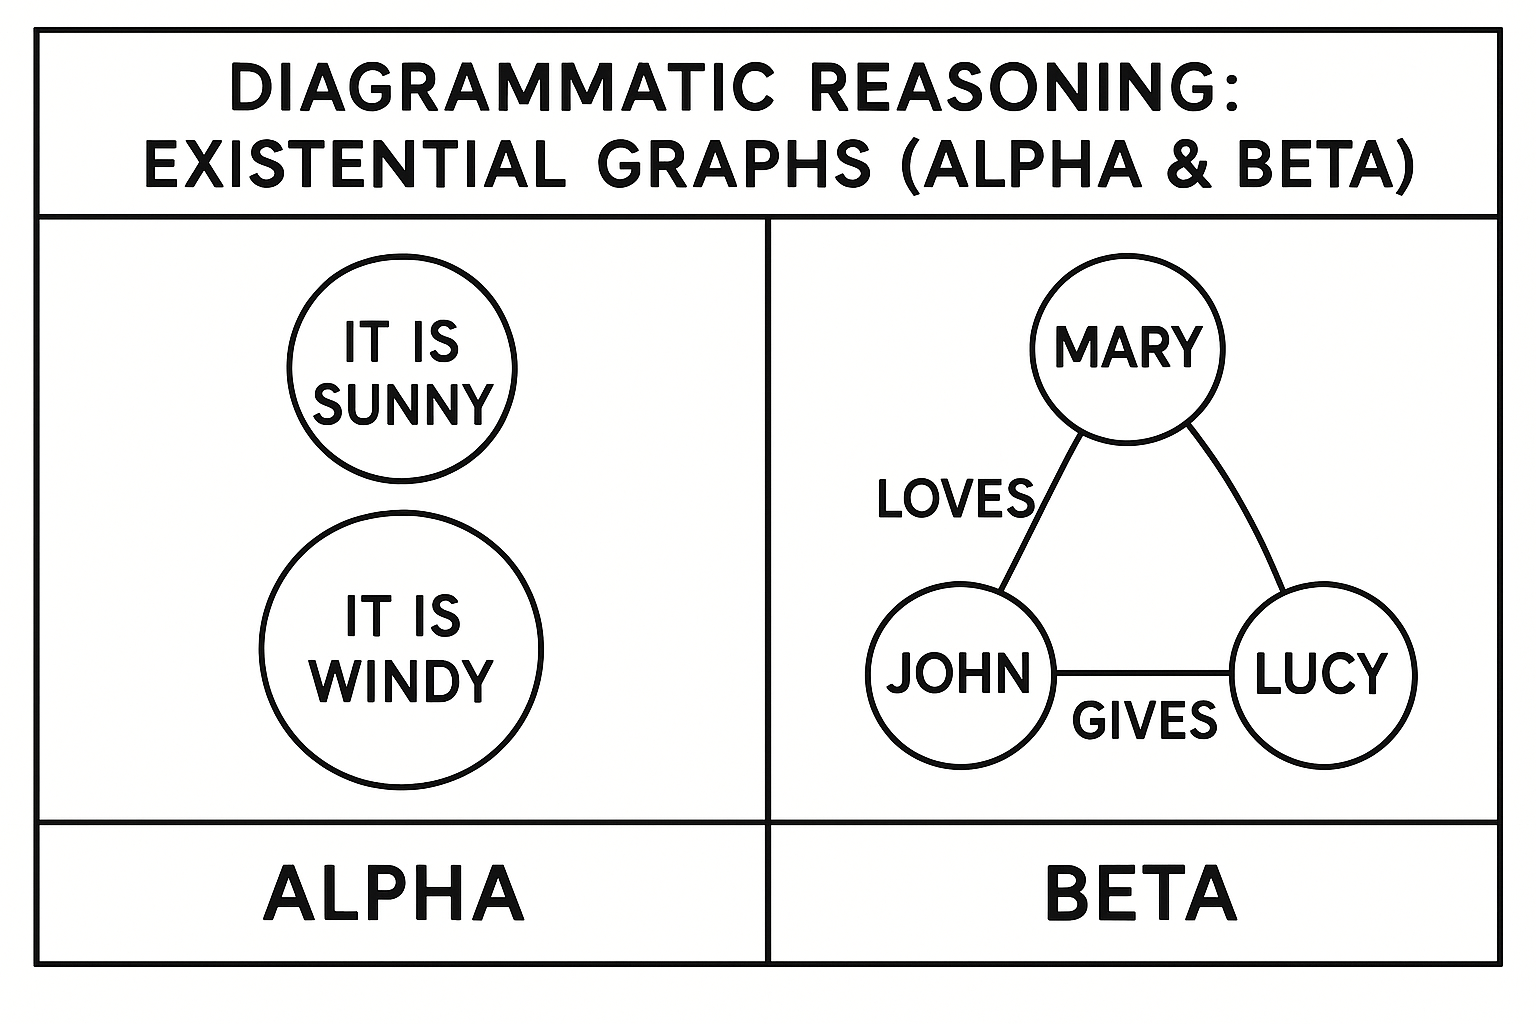 DIAGRAMMATIC REASONING:
EXISTENTIAL GRAPHS (ALPHA & BETA)
IT IS
SUNNY
IT IS
WINDY
MARY
LOVES
JOHN
LUCY
GIVES
ALPHA
BETA